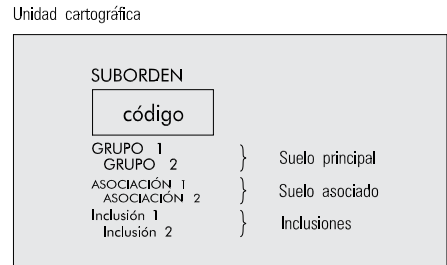 Unidad cartográfica
SUBORDEN
código
GRUPO 1
GRUPO 2
} Suelo principal
ASOCIACIÓN 1
ASOCIACIÓN 2
} Suelo asociado
Inclusión 1
Inclusión 2
} Inclusiones